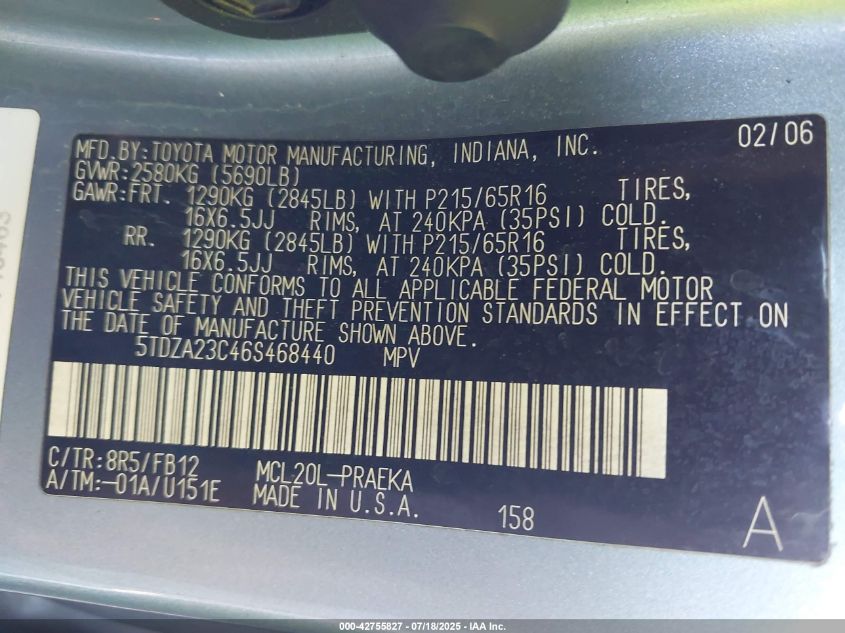 MFD.BY:TOYOTA MOTOR MANUFACTURING, INDIANA, INC. 02/06
GVWR:2580KG (5690LB)
GAWR:FRT. 1290KG (2845LB) WITH P215/65R16 TIRES,
16X6.5JJ RIMS, AT 240KPA (35PSI) COLD.
RR. 1290KG (2845LB) WITH P215/65R16 TIRES,
16X6.5JJ RIMS, AT 240KPA (35PSI) COLD.
THIS VEHICLE CONFORMS TO ALL APPLICABLE FEDERAL MOTOR
VEHICLE SAFETY AND THEFT PREVENTION STANDARDS IN EFFECT ON
THE DATE OF MANUFACTURE SHOWN ABOVE.
5TDZA23C46S468440 MPV
C/TR:8R5/FB12 MCL20L-PRAEKA
A/TM:-01A/U151E MADE IN U.S.A. 158 A
000-42755827 - 07/18/2025 - IAA Inc.